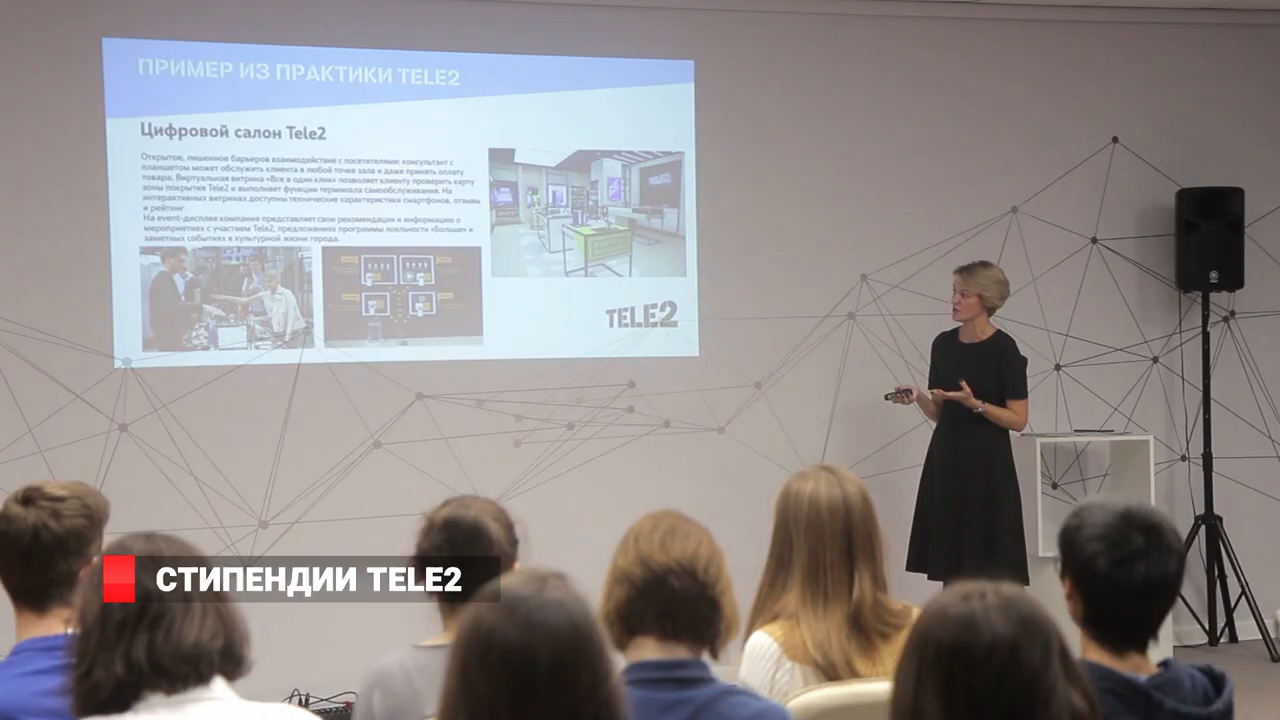 ПРИМЕР ИЗ ПРАКТИКИ TELE2
Цифровой салон Tele2
Открытое, лишенное барьеров взаимодействие с посетителями: консультант с
планшетом может обслужить клиента в любой точке зала и даже принять оплату
товара. Виртуальная витрина «Все в один клик» позволяет клиенту проверить карту
зоны покрытия Tele2 и выполняет функции терминала самообслуживания. На
интерактивных витринах доступны технические характеристики смартфонов, отзывы
и рейтинг.
На event-дисплее компания представляет свои рекомендации и информацию о
мероприятиях с участием Tele2, предложениях программы лояльности «Больше» и
заметных событиях в культурной жизни города.
TELE2
TELE2
СТИПЕНДИИ TELE2